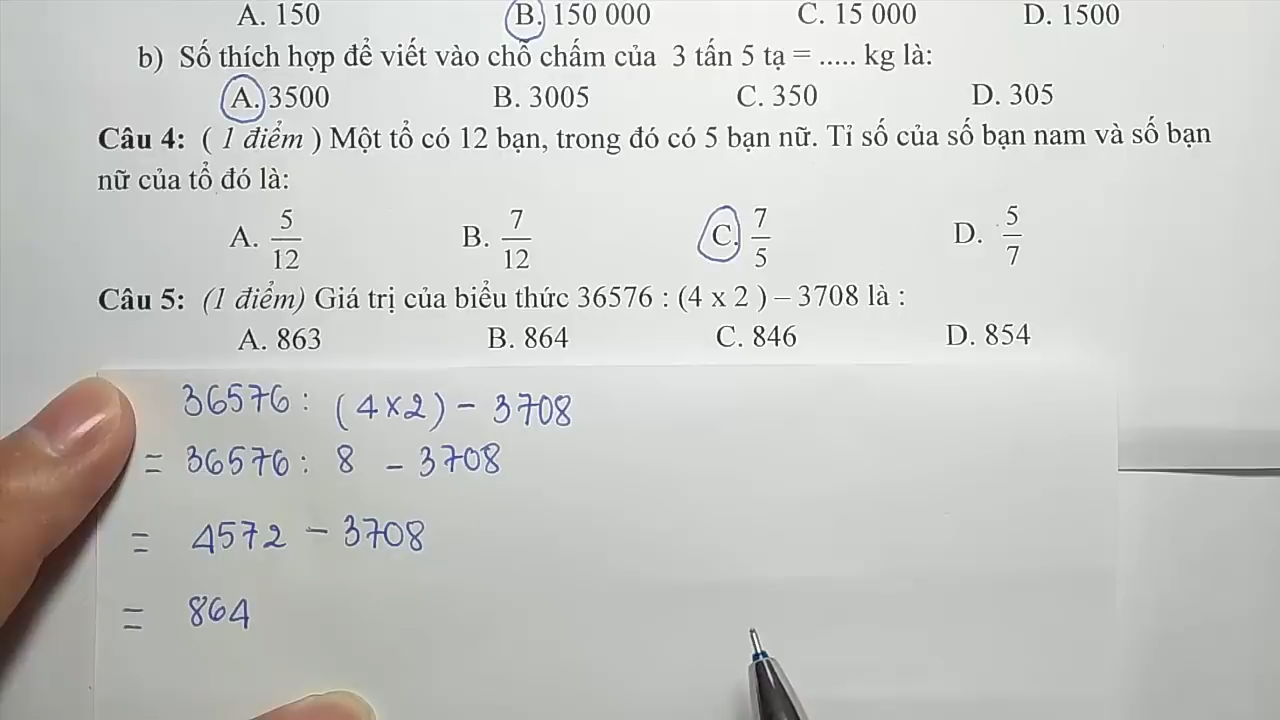 A. 150 B. 150 000 C. 15 000 D. 1500
b) Số thích hợp để viết vào chỗ chấm của 3 tấn 5 tạ = ..... kg là:
A. 3500 B. 3005 C. 350 D. 305
Câu 4: ( 1 điểm ) Một tổ có 12 bạn, trong đó có 5 bạn nữ. Tỉ số của số bạn nam và số bạn
nữ của tổ đó là:
A. 5/12 B. 7/12 C. 7/5 D. 5/7
Câu 5: (1 điểm) Giá trị của biểu thức 36576 : (4 x 2 ) – 3708 là :
A. 863 B. 864 C. 846 D. 854
36576 : (4 x 2) - 3708
= 36576 : 8 - 3708
= 4572 - 3708
= 864